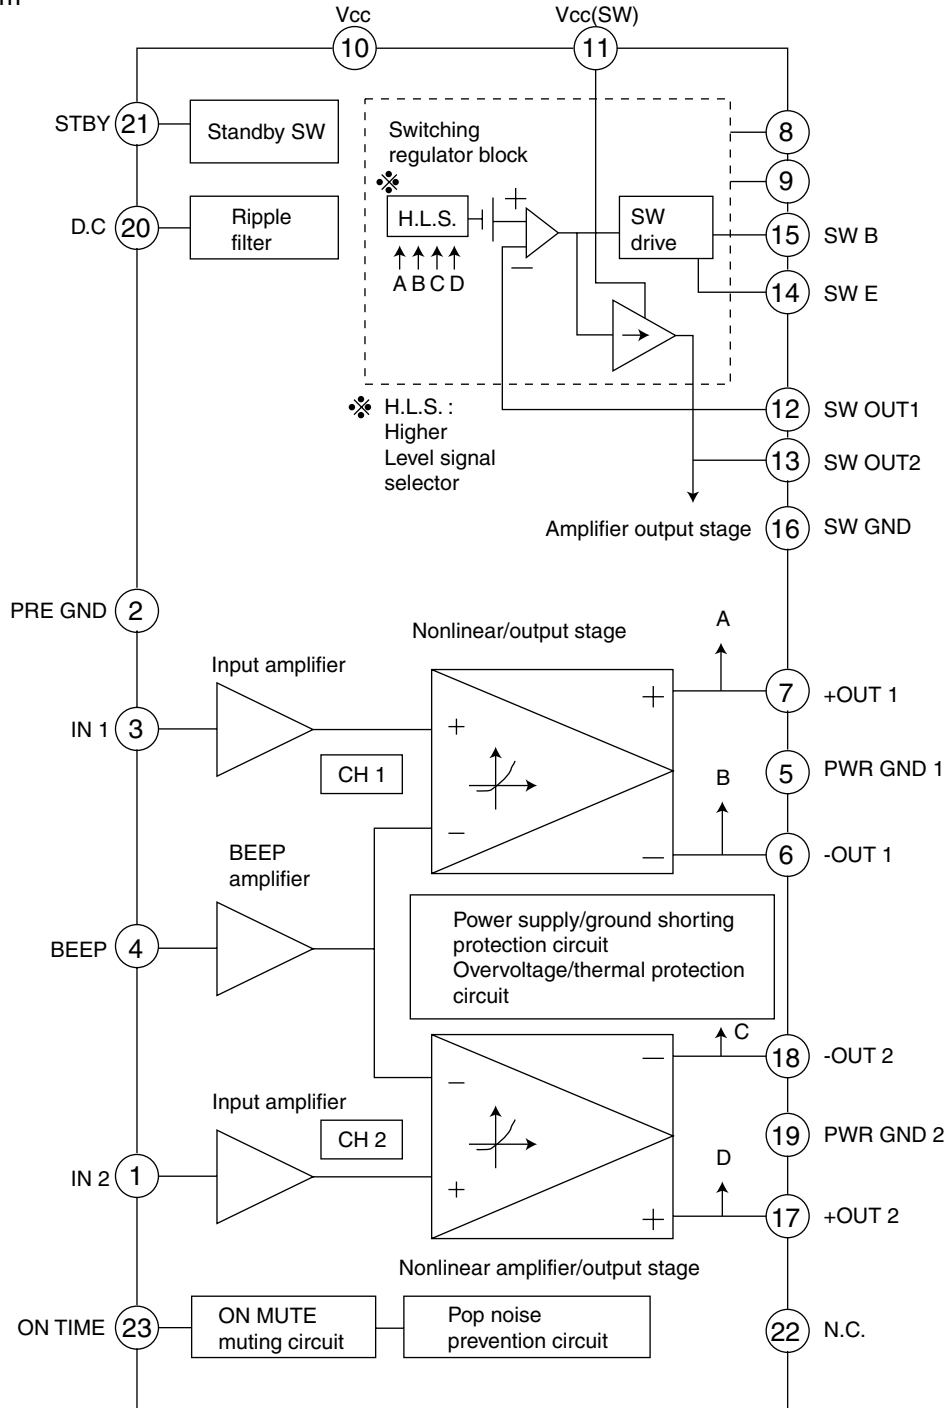 Vcc
10
Vcc(SW)
11
STBY
21
Standby SW
D.C
20
Ripple
filter
Switching
regulator block
※
H.L.S.
A B C D
+
−
SW
drive
8
9
15
SW B
14
SW E
12
SW OUT1
13
SW OUT2
※ H.L.S. :
Higher
Level signal
selector
Amplifier output stage
16
SW GND
PRE GND
2
Nonlinear/output stage
A
Input amplifier
IN 1
3
CH 1
+
−
+
−
7
+OUT 1
5
PWR GND 1
B
6
-OUT 1
BEEP
amplifier
BEEP
4
Power supply/ground shorting
protection circuit
Overvoltage/thermal protection
circuit
C
18
-OUT 2
Input amplifier
CH 2
−
+
−
+
19
PWR GND 2
IN 2
1
D
17
+OUT 2
Nonlinear amplifier/output stage
ON TIME
23
ON MUTE
muting circuit
Pop noise
prevention circuit
22
N.C.